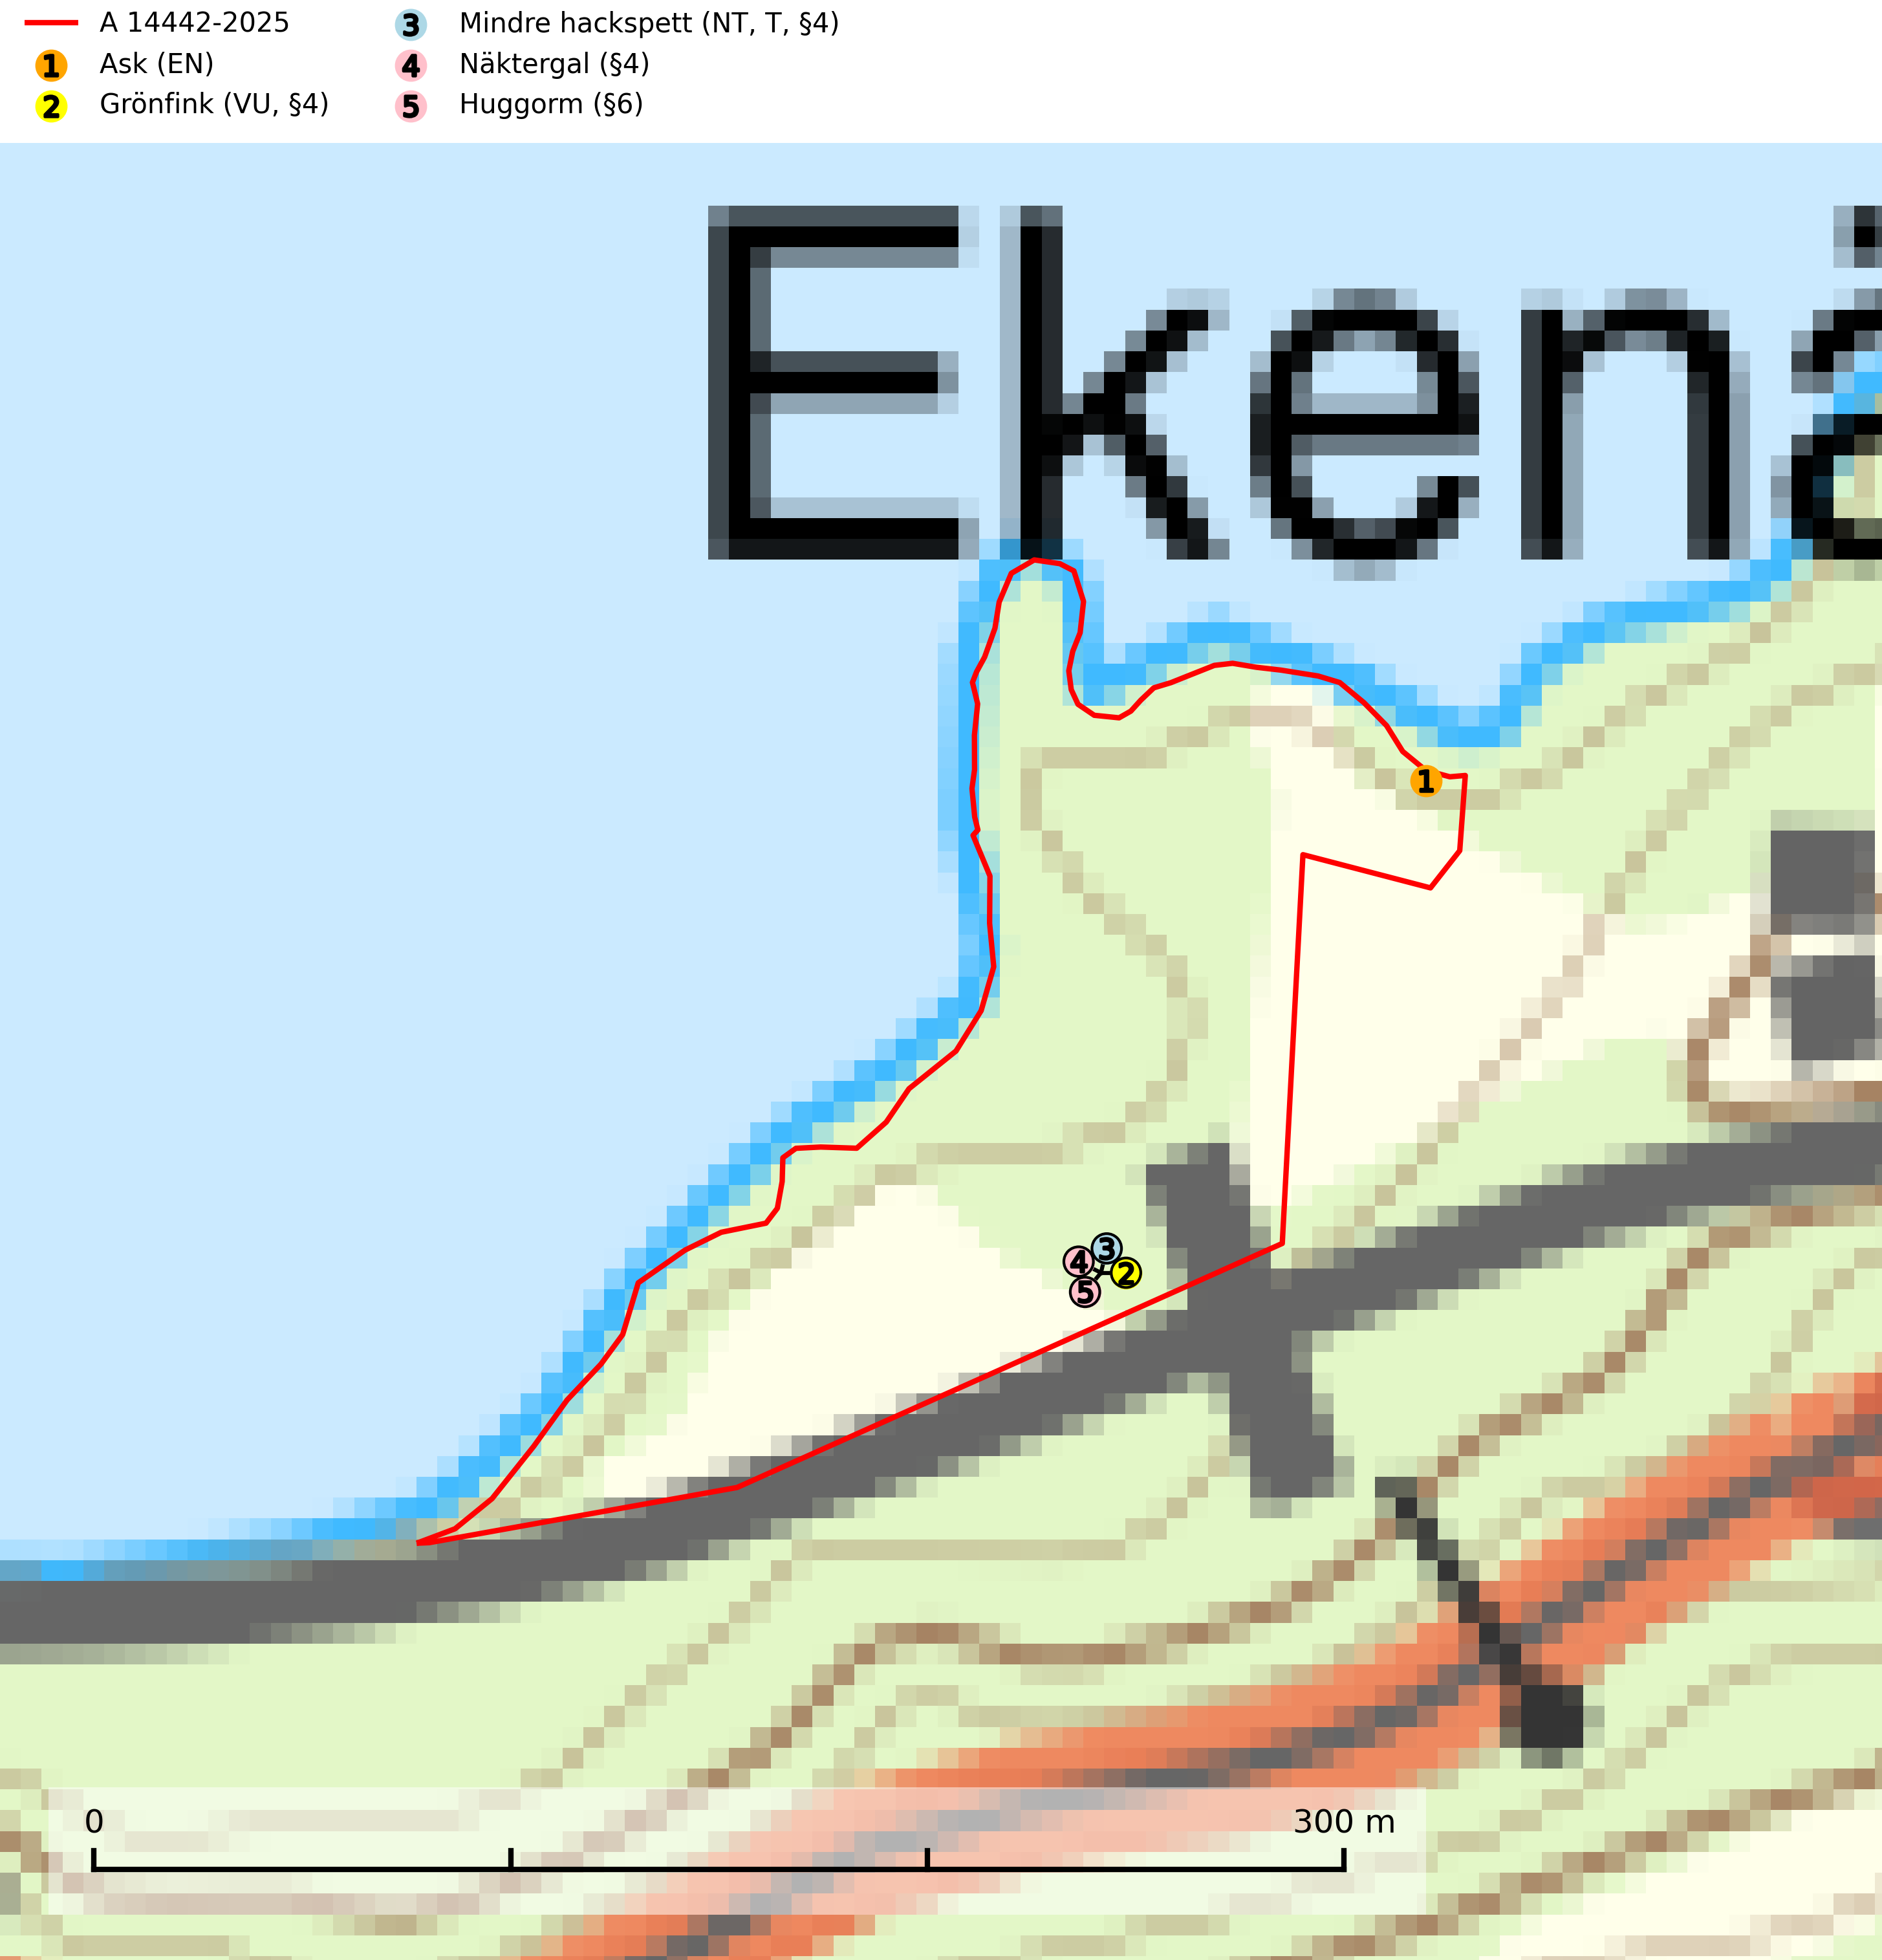 A 14442-2025
1 Ask (EN)
2 Grönfink (VU, §4)
3 Mindre hackspett (NT, T, §4)
4 Näktergal (§4)
5 Huggorm (§6)
Ekenä
1
3
4
2
5
0 300 m